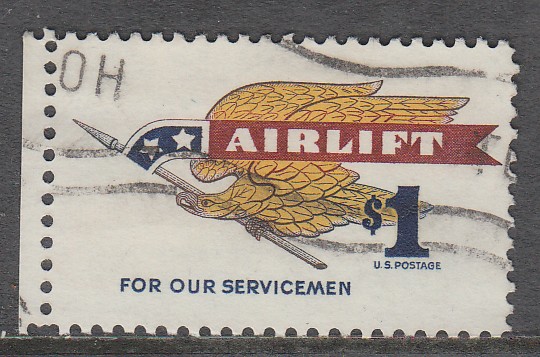 OH
AIRLIFT
$1
U.S. POSTAGE
FOR OUR SERVICEMEN